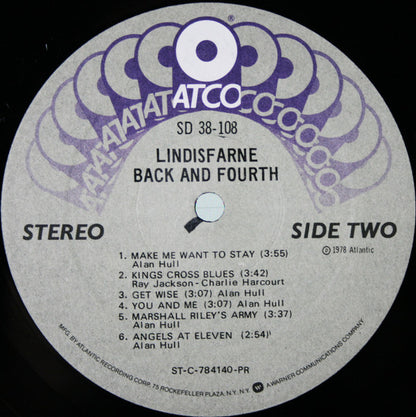 ATATATATATATCOCOCOCOCOCO
ATCO
®
SD 38-108
LINDISFARNE
BACK AND FOURTH
STEREO
SIDE TWO
℗ 1978 Atlantic
1. MAKE ME WANT TO STAY (3:55)
Alan Hull
2. KINGS CROSS BLUES (3:42)
Ray Jackson - Charlie Harcourt
3. GET WISE (3:07) Alan Hull
4. YOU AND ME (3:07) Alan Hull
5. MARSHALL RILEY'S ARMY (3:37)
Alan Hull
6. ANGELS AT ELEVEN (2:54)
Alan Hull
ST-C-784140-PR
MFG. BY ATLANTIC RECORDING CORP. 75 ROCKEFELLER PLAZA, N.Y. N.Y. W A WARNER COMMUNICATIONS COMPANY